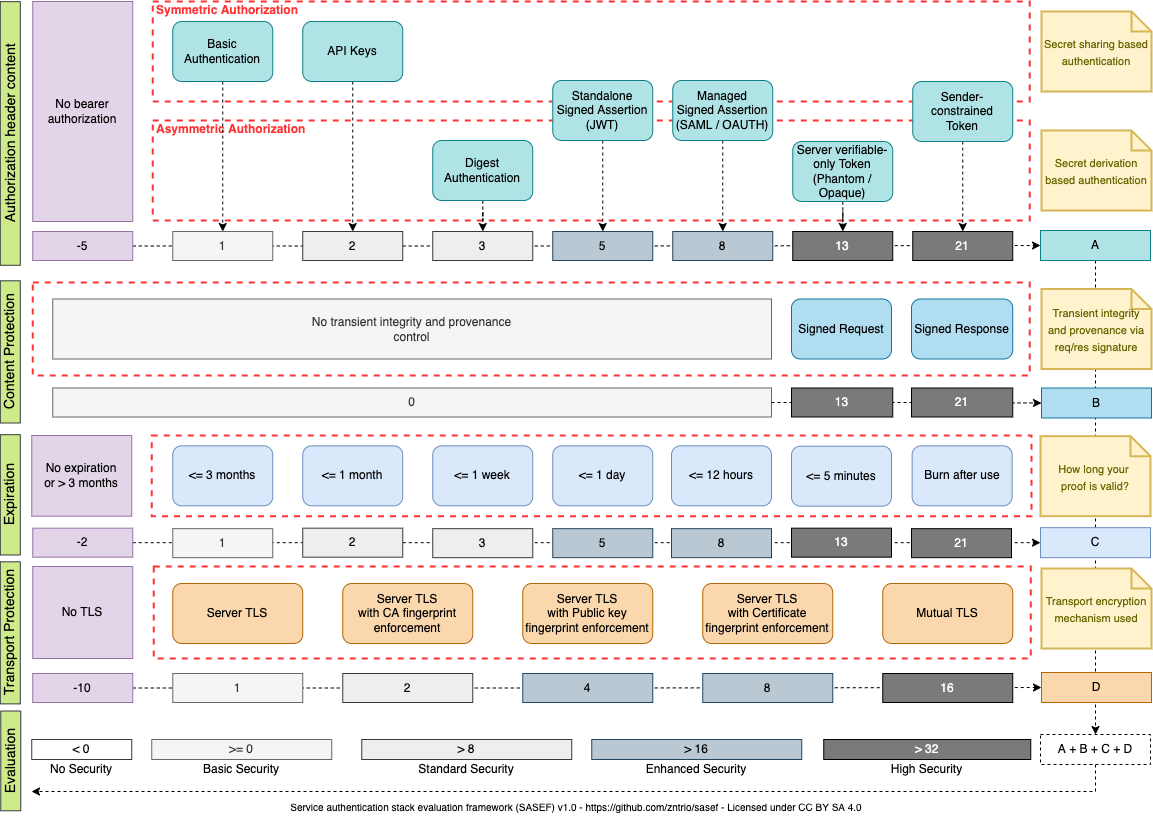 Authorization header content
No bearer
authorization
Symmetric Authorization
Basic
Authentication
API Keys
Asymmetric Authorization
Digest
Authentication
Standalone
Signed Assertion
(JWT)
Managed
Signed Assertion
(SAML / OAUTH)
Server verifiable-
only Token
(Phantom /
Opaque)
Sender-
constrained
Token
Secret sharing based
authentication
Secret derivation
based authentication
-5
1
2
3
5
8
13
21
A
Content Protection
No transient integrity and provenance
control
Signed Request
Signed Response
Transient integrity
and provenance via
req/res signature
0
13
21
B
Expiration
No expiration
or > 3 months
<= 3 months
<= 1 month
<= 1 week
<= 1 day
<= 12 hours
<= 5 minutes
Burn after use
How long your
proof is valid?
-2
1
2
3
5
8
13
21
C
Transport Protection
No TLS
Server TLS
Server TLS
with CA fingerprint
enforcement
Server TLS
with Public key
fingerprint enforcement
Server TLS
with Certificate
fingerprint enforcement
Mutual TLS
Transport encryption
mechanism used
-10
1
2
4
8
16
D
Evaluation
< 0
No Security
>= 0
Basic Security
> 8
Standard Security
> 16
Enhanced Security
> 32
High Security
A + B + C + D
Service authentication stack evaluation framework (SASEF) v1.0 - https://github.com/zntrio/sasef - Licensed under CC BY SA 4.0